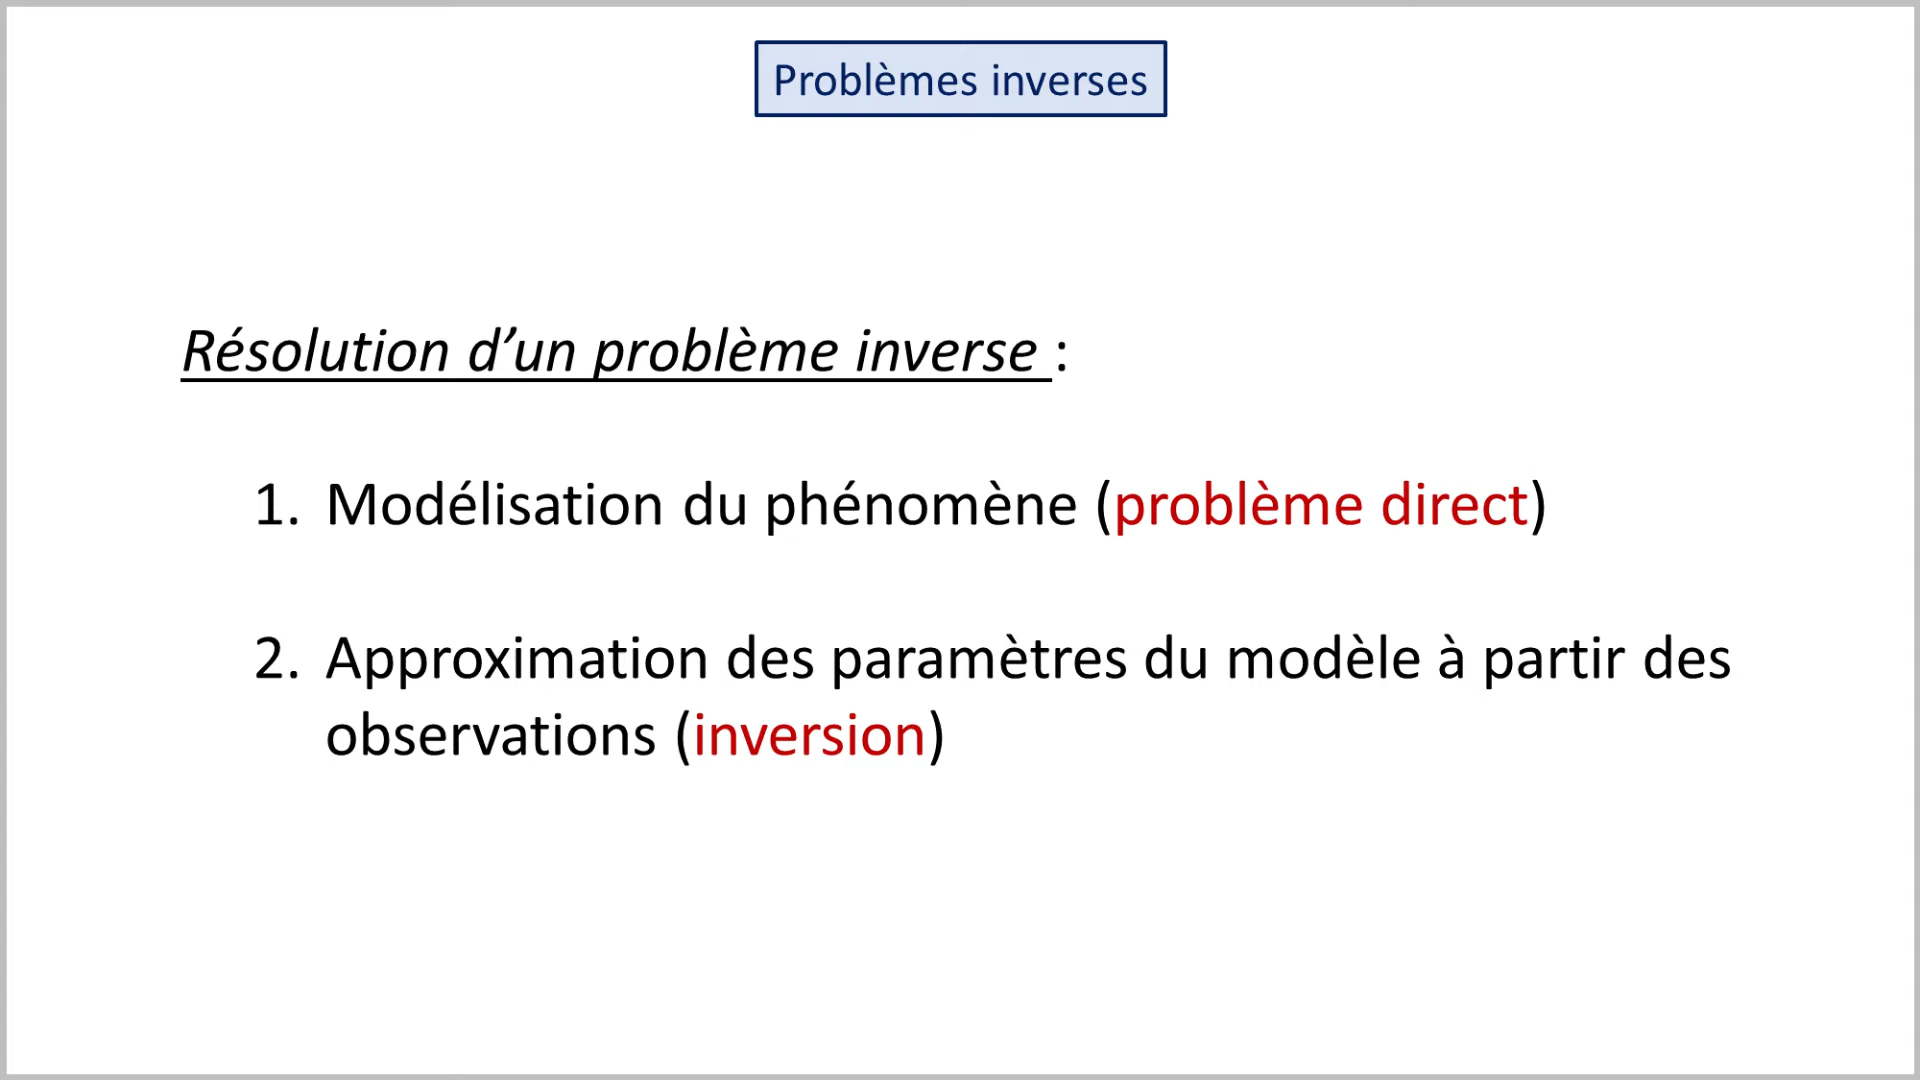 Problèmes inverses
Résolution d’un problème inverse :
1. Modélisation du phénomène (problème direct)
2. Approximation des paramètres du modèle à partir des
observations (inversion)